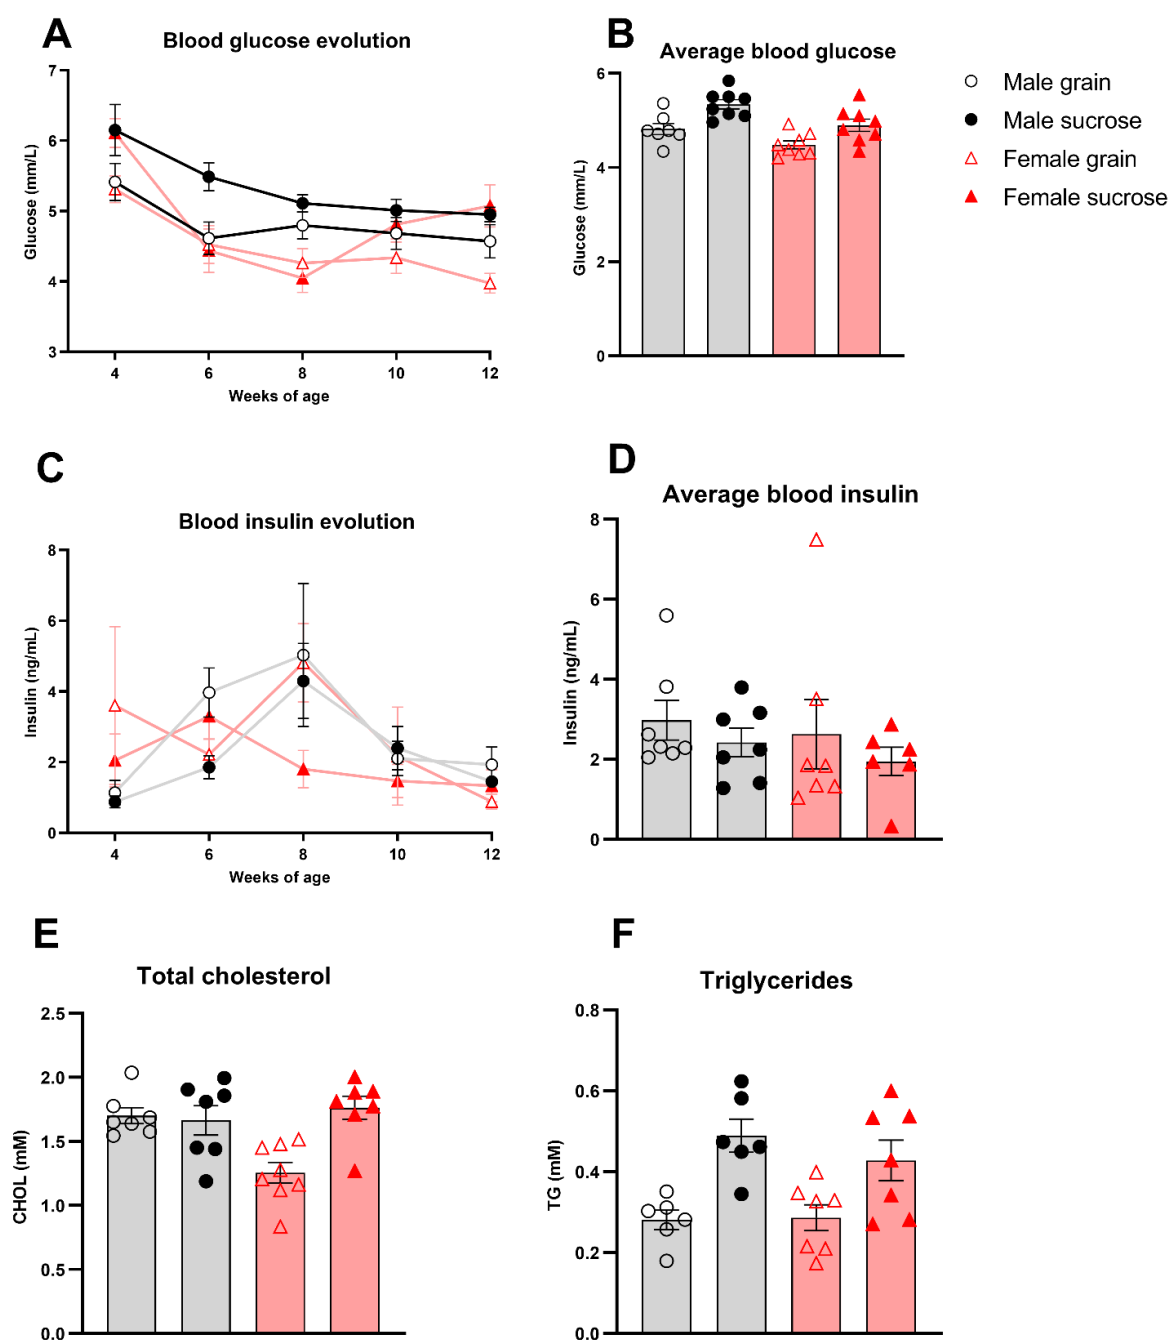 A
Blood glucose evolution
7
6
5
4
3
Glucose (mm/L)
4 6 8 10 12
Weeks of age
B
Average blood glucose
6
4
2
0
Glucose (mm/L)
Male grain
Male sucrose
Female grain
Female sucrose
C
Blood insulin evolution
8
6
4
2
0
Insulin (ng/mL)
4 6 8 10 12
Weeks of age
D
Average blood insulin
8
6
4
2
0
Insulin (ng/mL)
E
Total cholesterol
2.5
2.0
1.5
1.0
0.5
0.0
CHOL (mM)
F
Triglycerides
0.8
0.6
0.4
0.2
0.0
TG (mM)